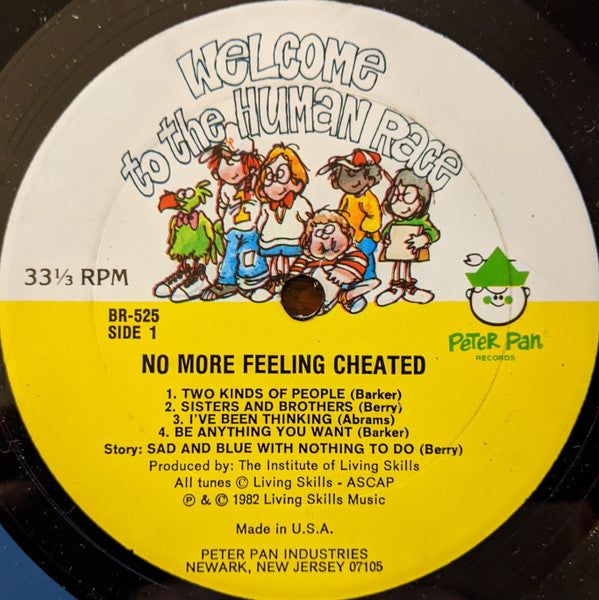 WELCOME
to the HUMAN RACE
33⅓ RPM
BR-525
SIDE 1
PETER PAN
RECORDS
NO MORE FEELING CHEATED
1. TWO KINDS OF PEOPLE (Barker)
2. SISTERS AND BROTHERS (Berry)
3. I'VE BEEN THINKING (Abrams)
4. BE ANYTHING YOU WANT (Barker)
Story: SAD AND BLUE WITH NOTHING TO DO (Berry)
Produced by: The Institute of Living Skills
All tunes © Living Skills - ASCAP
℗ & © 1982 Living Skills Music
Made in U.S.A.
PETER PAN INDUSTRIES
NEWARK, NEW JERSEY 07105